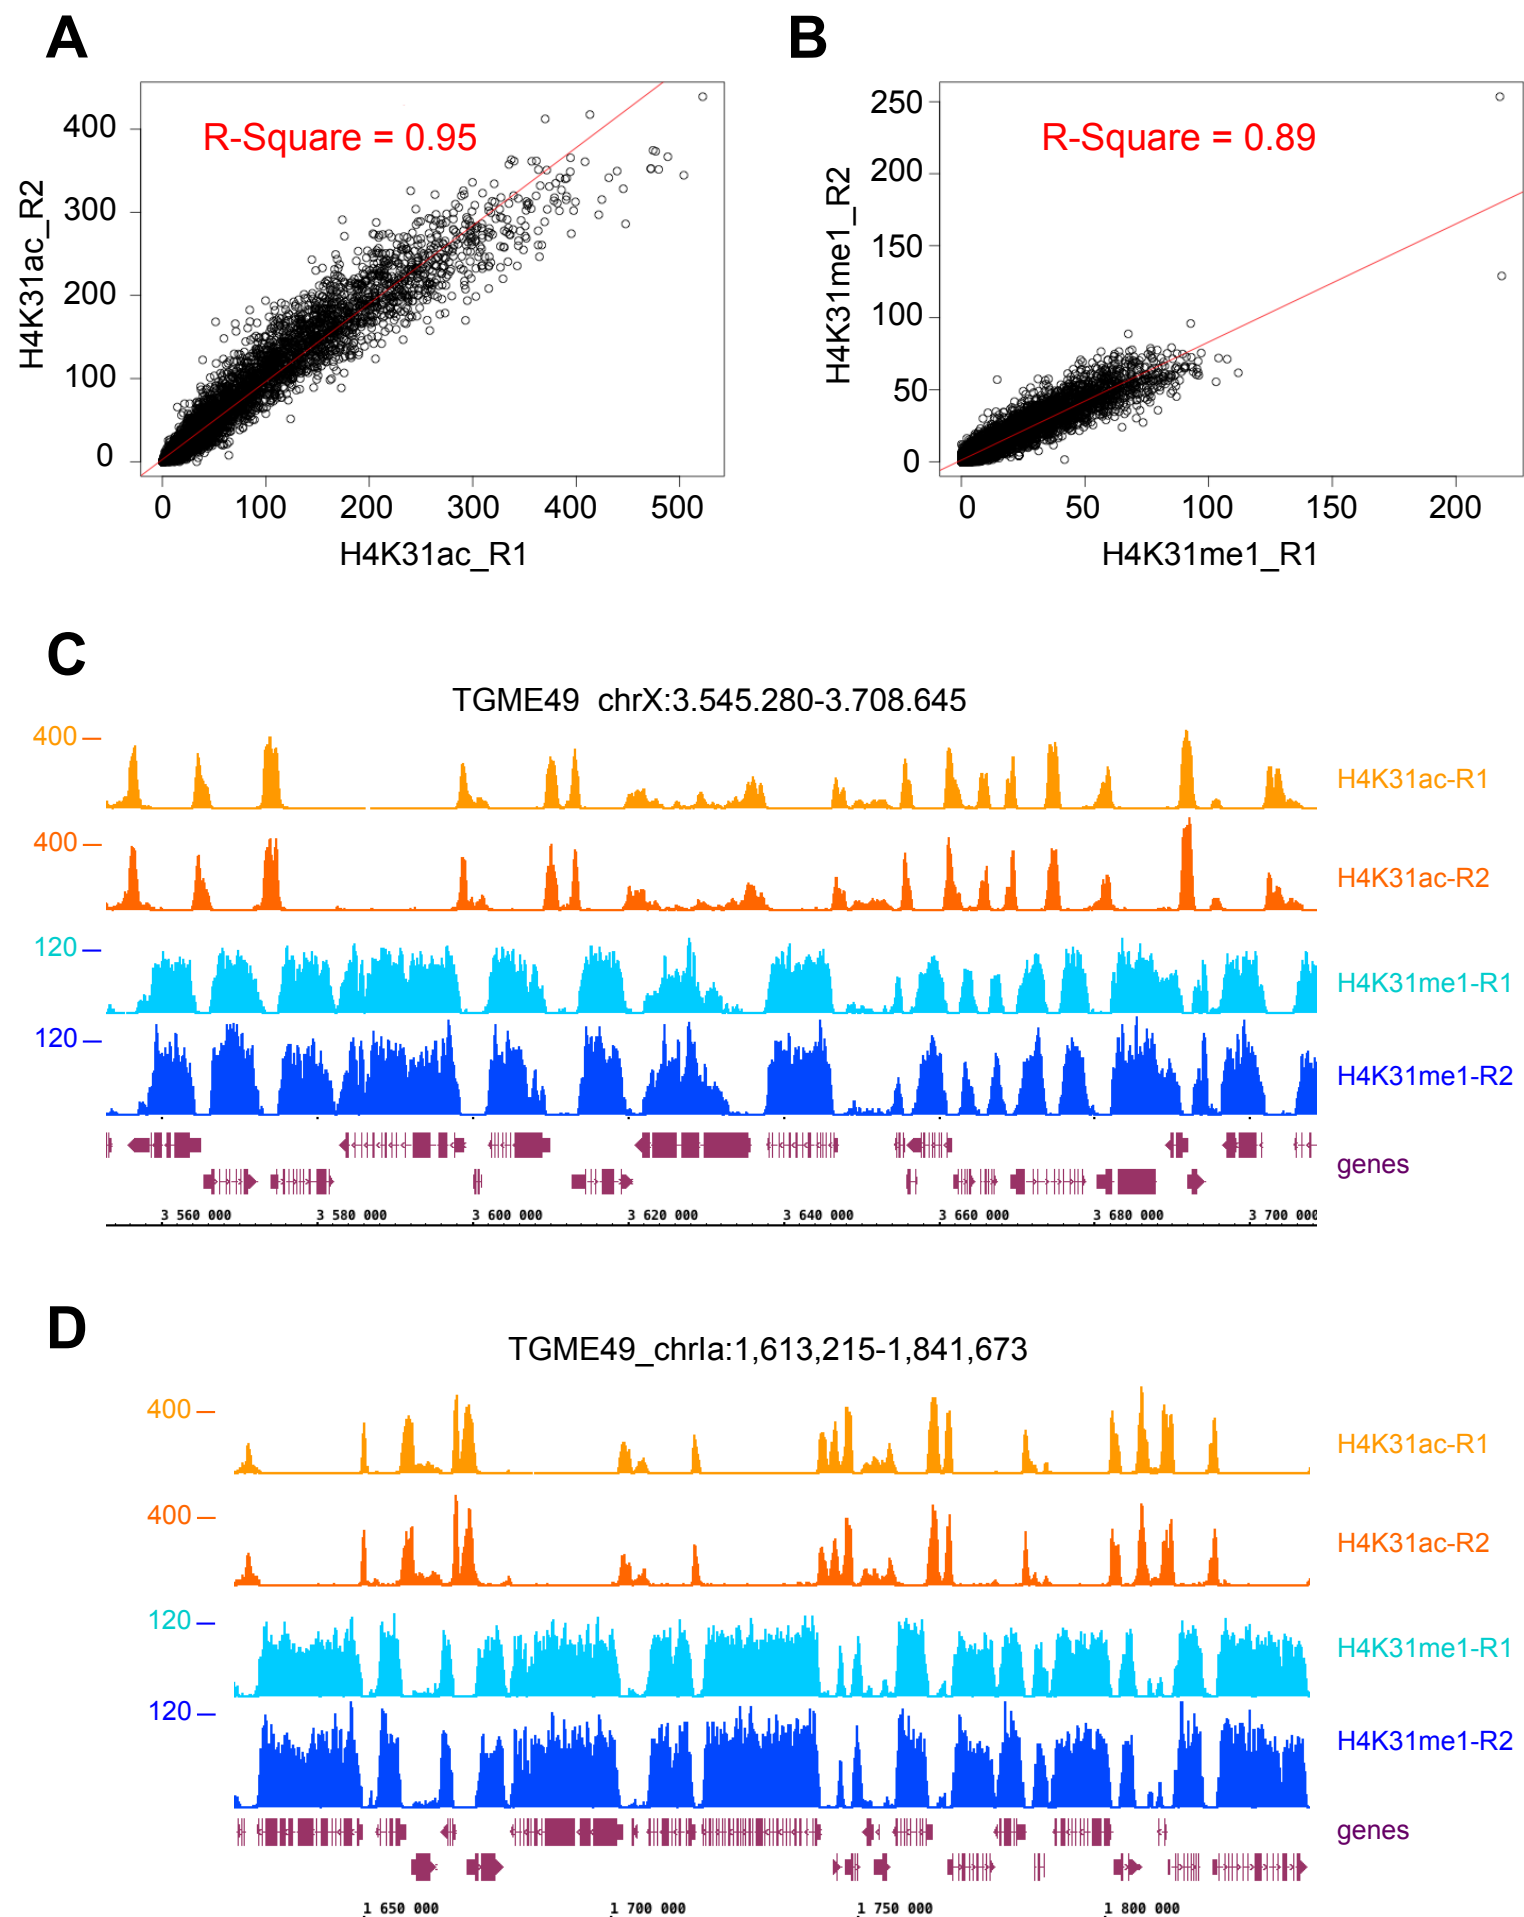 A
B
R-Square = 0.95
R-Square = 0.89
H4K31ac_R2
400
300
200
100
0
0 100 200 300 400 500
H4K31ac_R1
H4K31me1_R2
250
200
150
100
50
0
0 50 100 150 200
H4K31me1_R1
C
TGME49 chrX:3.545.280-3.708.645
400
H4K31ac-R1
400
H4K31ac-R2
120
H4K31me1-R1
120
H4K31me1-R2
genes
3 560 000 3 580 000 3 600 000 3 620 000 3 640 000 3 660 000 3 680 000 3 700 000
D
TGME49_chrIa:1,613,215-1,841,673
400
H4K31ac-R1
400
H4K31ac-R2
120
H4K31me1-R1
120
H4K31me1-R2
genes
1 650 000 1 700 000 1 750 000 1 800 000